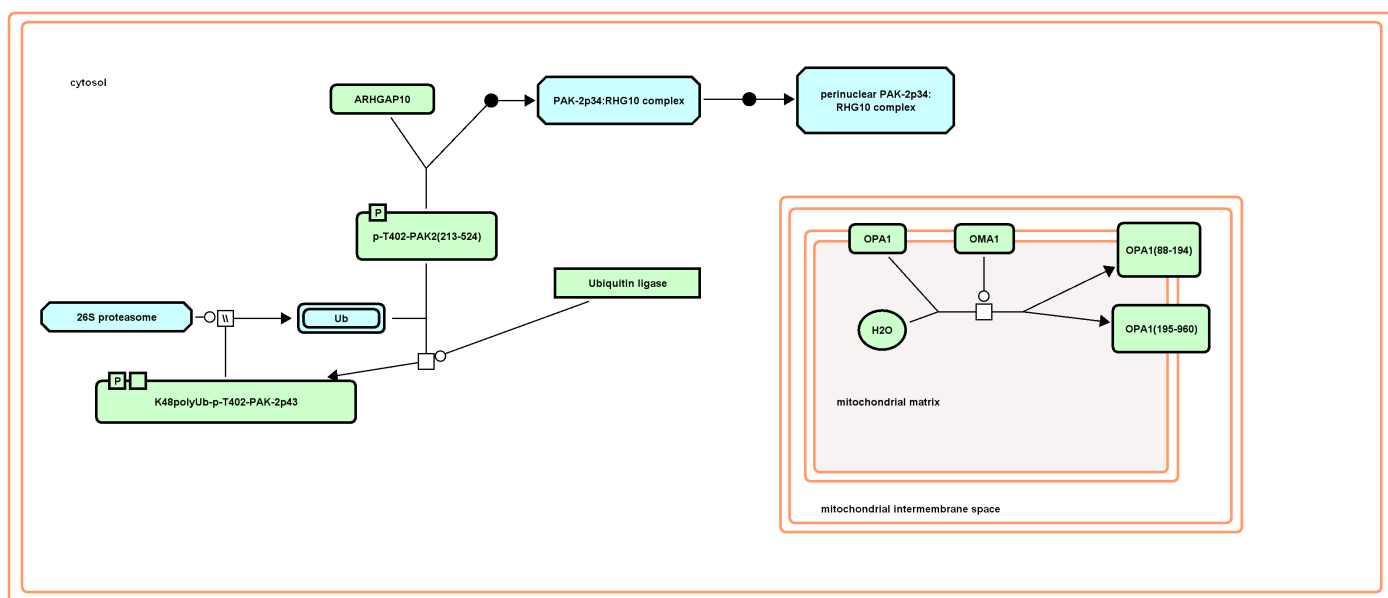 cytosol
ARHGAP10
PAK-2p34:RHG10 complex
perinuclear PAK-2p34:
RHG10 complex
P
p-T402-PAK2(213-524)
OPA1
OMA1
OPA1(88-194)
Ubiquitin ligase
26S proteasome
\\
Ub
H2O
OPA1(195-960)
P
K48polyUb-p-T402-PAK-2p43
mitochondrial matrix
mitochondrial intermembrane space